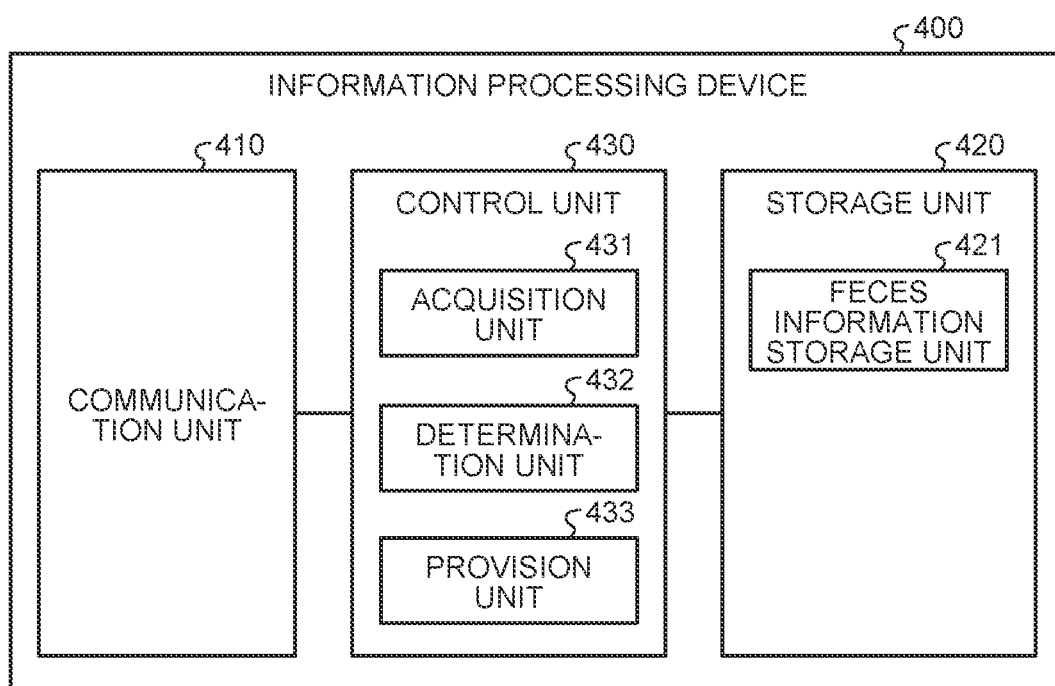 400
INFORMATION PROCESSING DEVICE
410
COMMUNICA-
TION UNIT
430
CONTROL UNIT
431
ACQUISITION
UNIT
432
DETERMINA-
TION UNIT
433
PROVISION
UNIT
420
STORAGE UNIT
421
FECES
INFORMATION
STORAGE UNIT